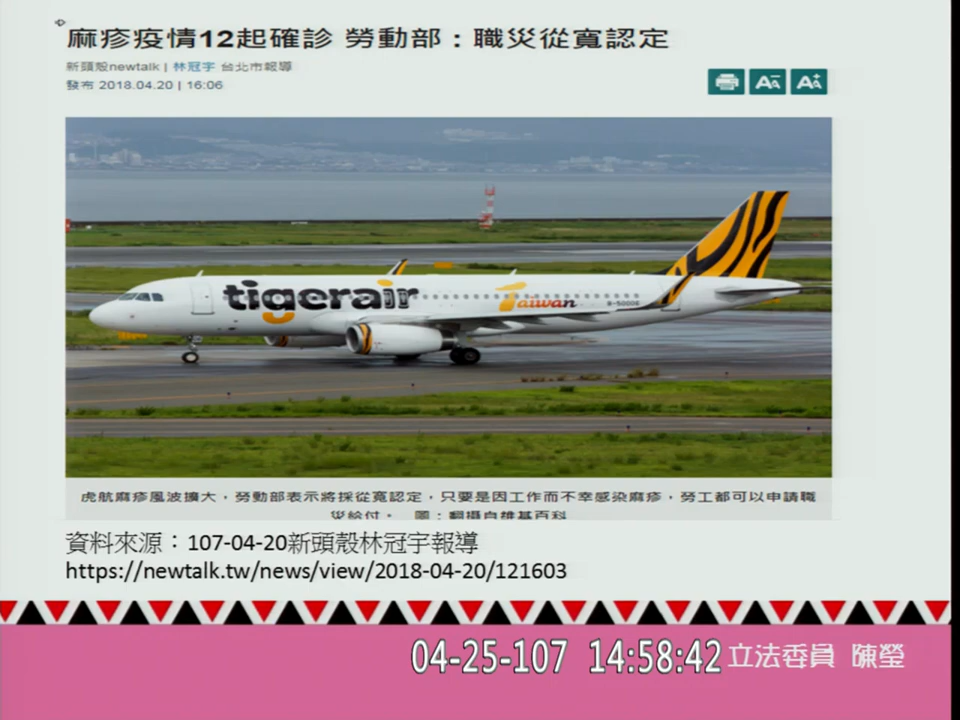 麻疹疫情12起確診 勞動部：職災從寬認定
新頭殼newtalk | 林冠宇 台北市報導
發布 2018.04.20 | 16:06
AA
AA
tigerair
Taiwan
B-50008
虎航麻疹風波擴大，勞動部表示將採從寬認定，只要是因工作而不幸感染麻疹，勞工都可以申請職
災給付。 圖：翻攝自維基百科
資料來源：107-04-20新頭殼林冠宇報導
https://newtalk.tw/news/view/2018-04-20/121603
04-25-107 14:58:42 立法委員 陳瑩